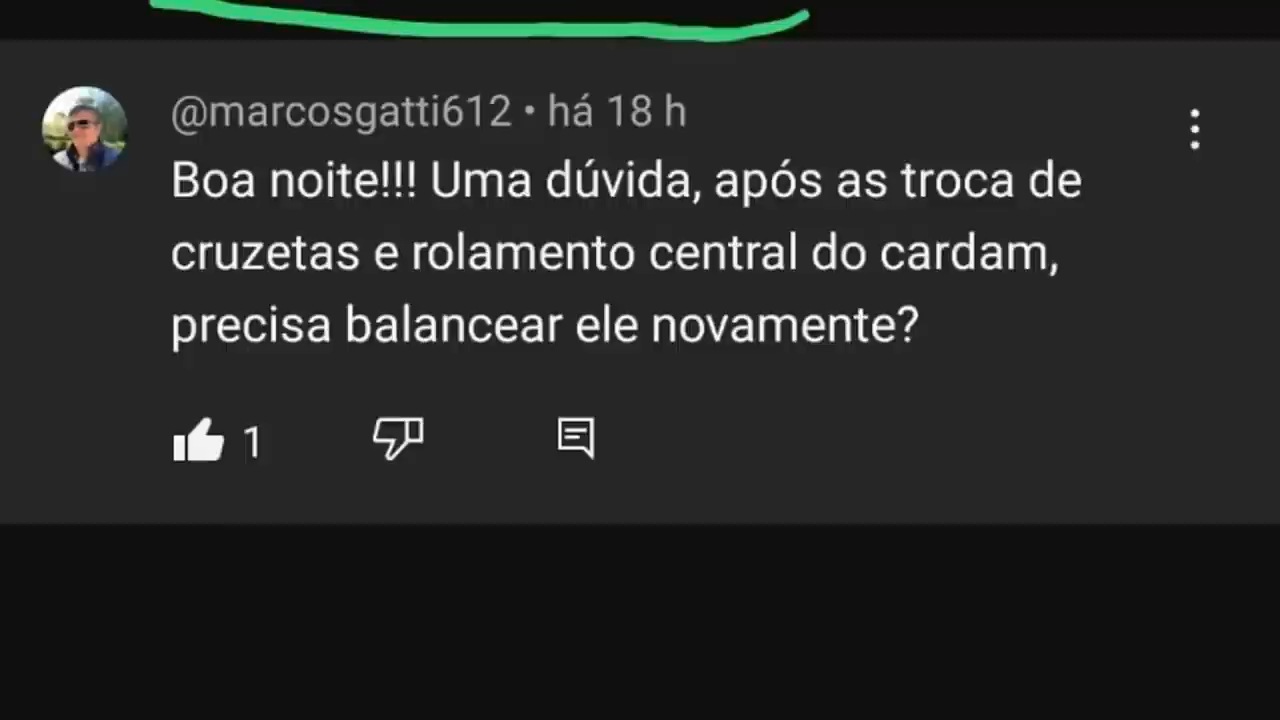 @marcosgatti612 • há 18 h
Boa noite!!! Uma dúvida, após as troca de
cruzetas e rolamento central do cardam,
precisa balancear ele novamente?
1